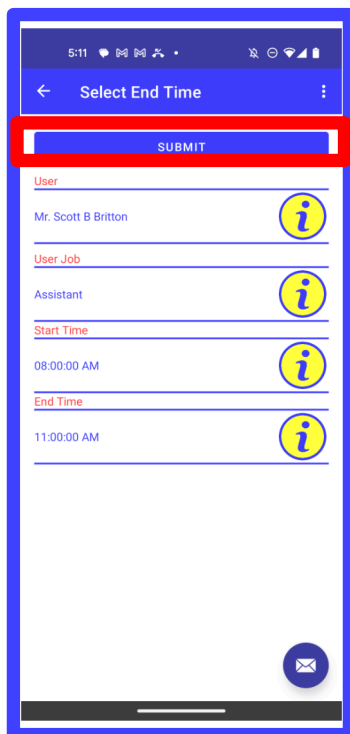 5:11
Select End Time
SUBMIT
User
Mr. Scott B Britton
i
User Job
Assistant
i
Start Time
08:00:00 AM
i
End Time
11:00:00 AM
i